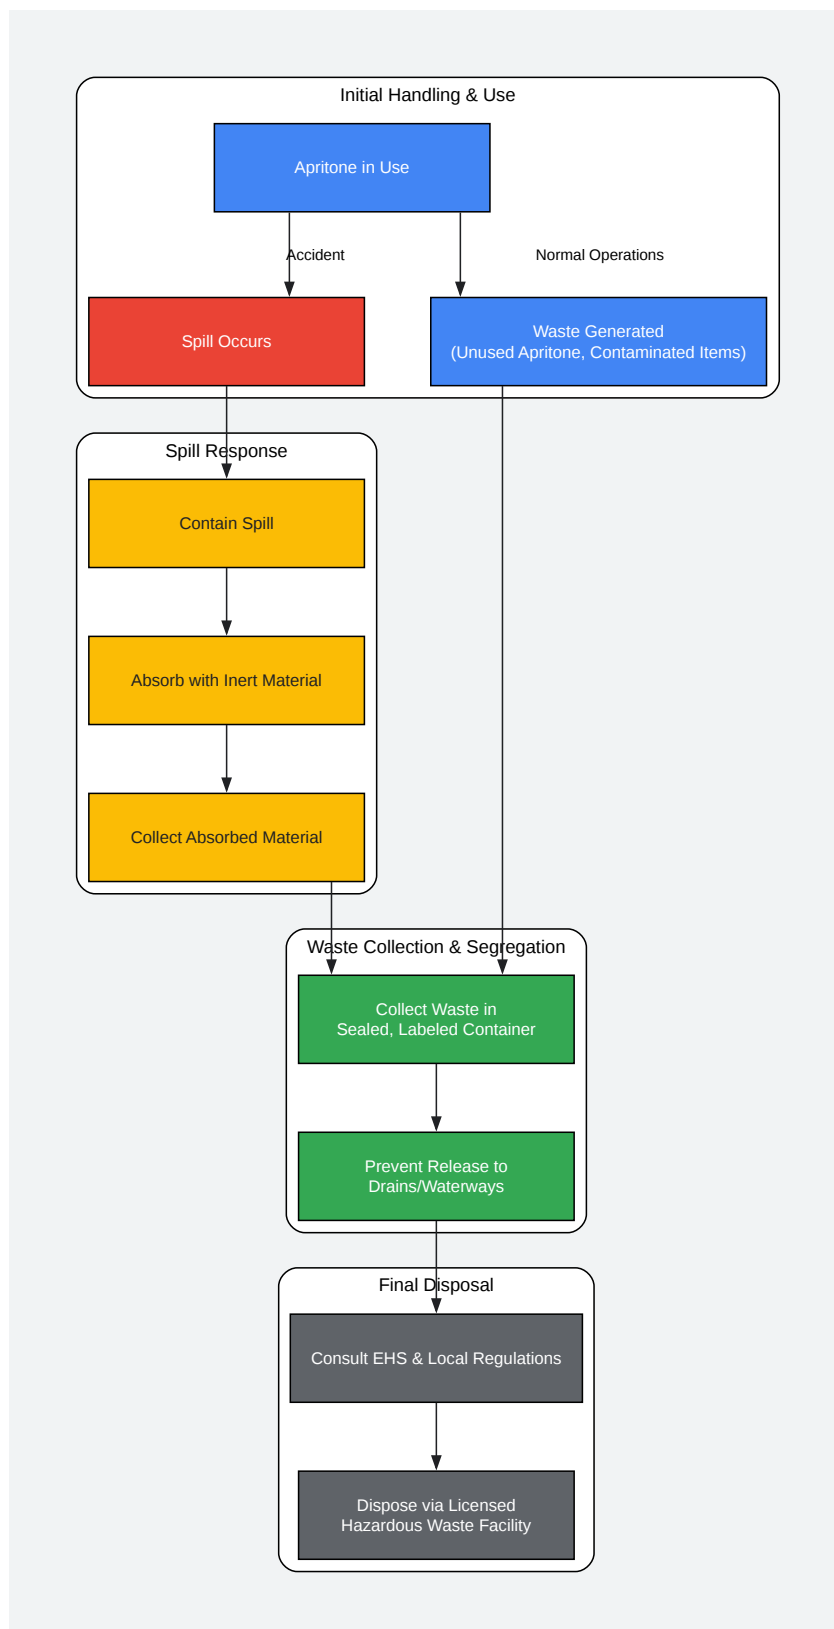 Initial Handling & Use
Apritone in Use
Accident
Normal Operations
Spill Occurs
Waste Generated
(Unused Apritone, Contaminated Items)
Spill Response
Contain Spill
Absorb with Inert Material
Collect Absorbed Material
Waste Collection & Segregation
Collect Waste in
Sealed, Labeled Container
Prevent Release to
Drains/Waterways
Final Disposal
Consult EHS & Local Regulations
Dispose via Licensed
Hazardous Waste Facility